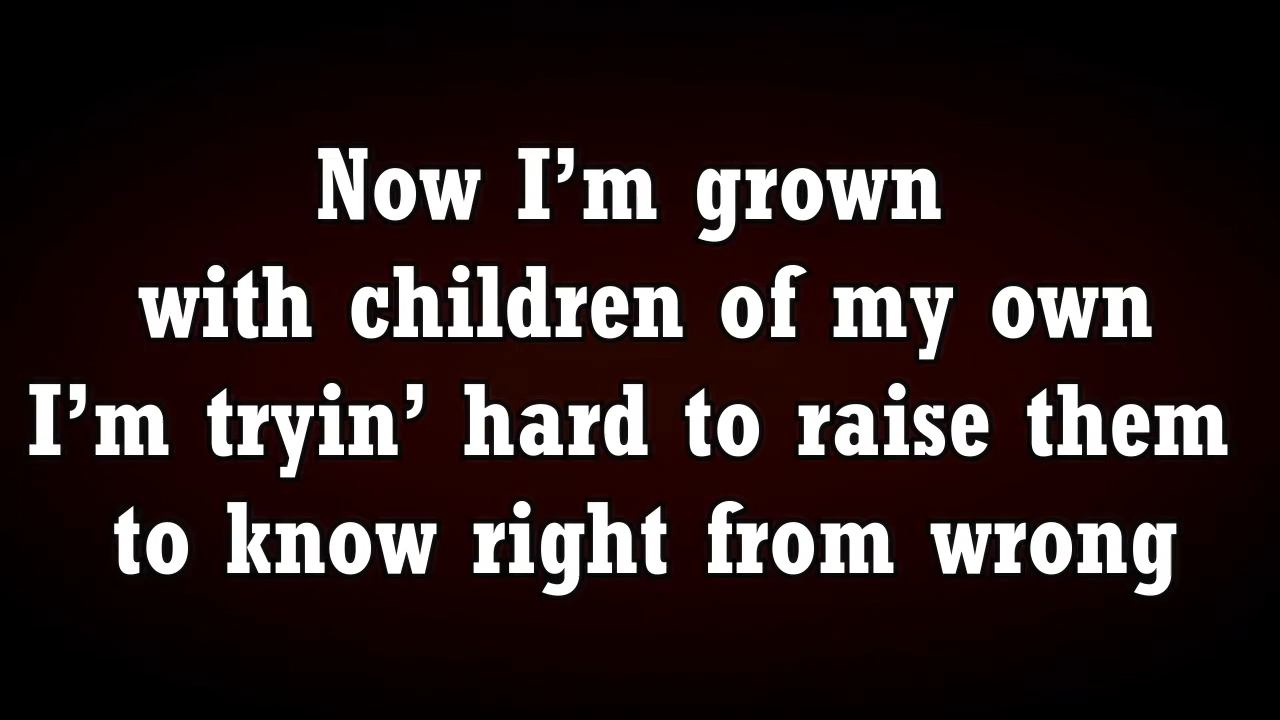 Now I’m grown
with children of my own
I’m tryin’ hard to raise them
to know right from wrong